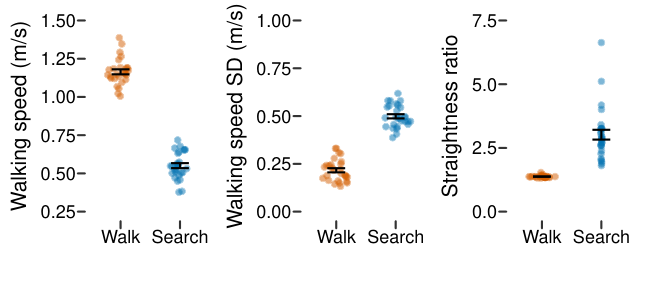 Walking speed (m/s)
1.50
1.25
1.00
0.75
0.50
0.25
Walk Search
Walking speed SD (m/s)
1.00
0.75
0.50
0.25
0.00
Walk Search
Straightness ratio
7.5
5.0
2.5
0.0
Walk Search